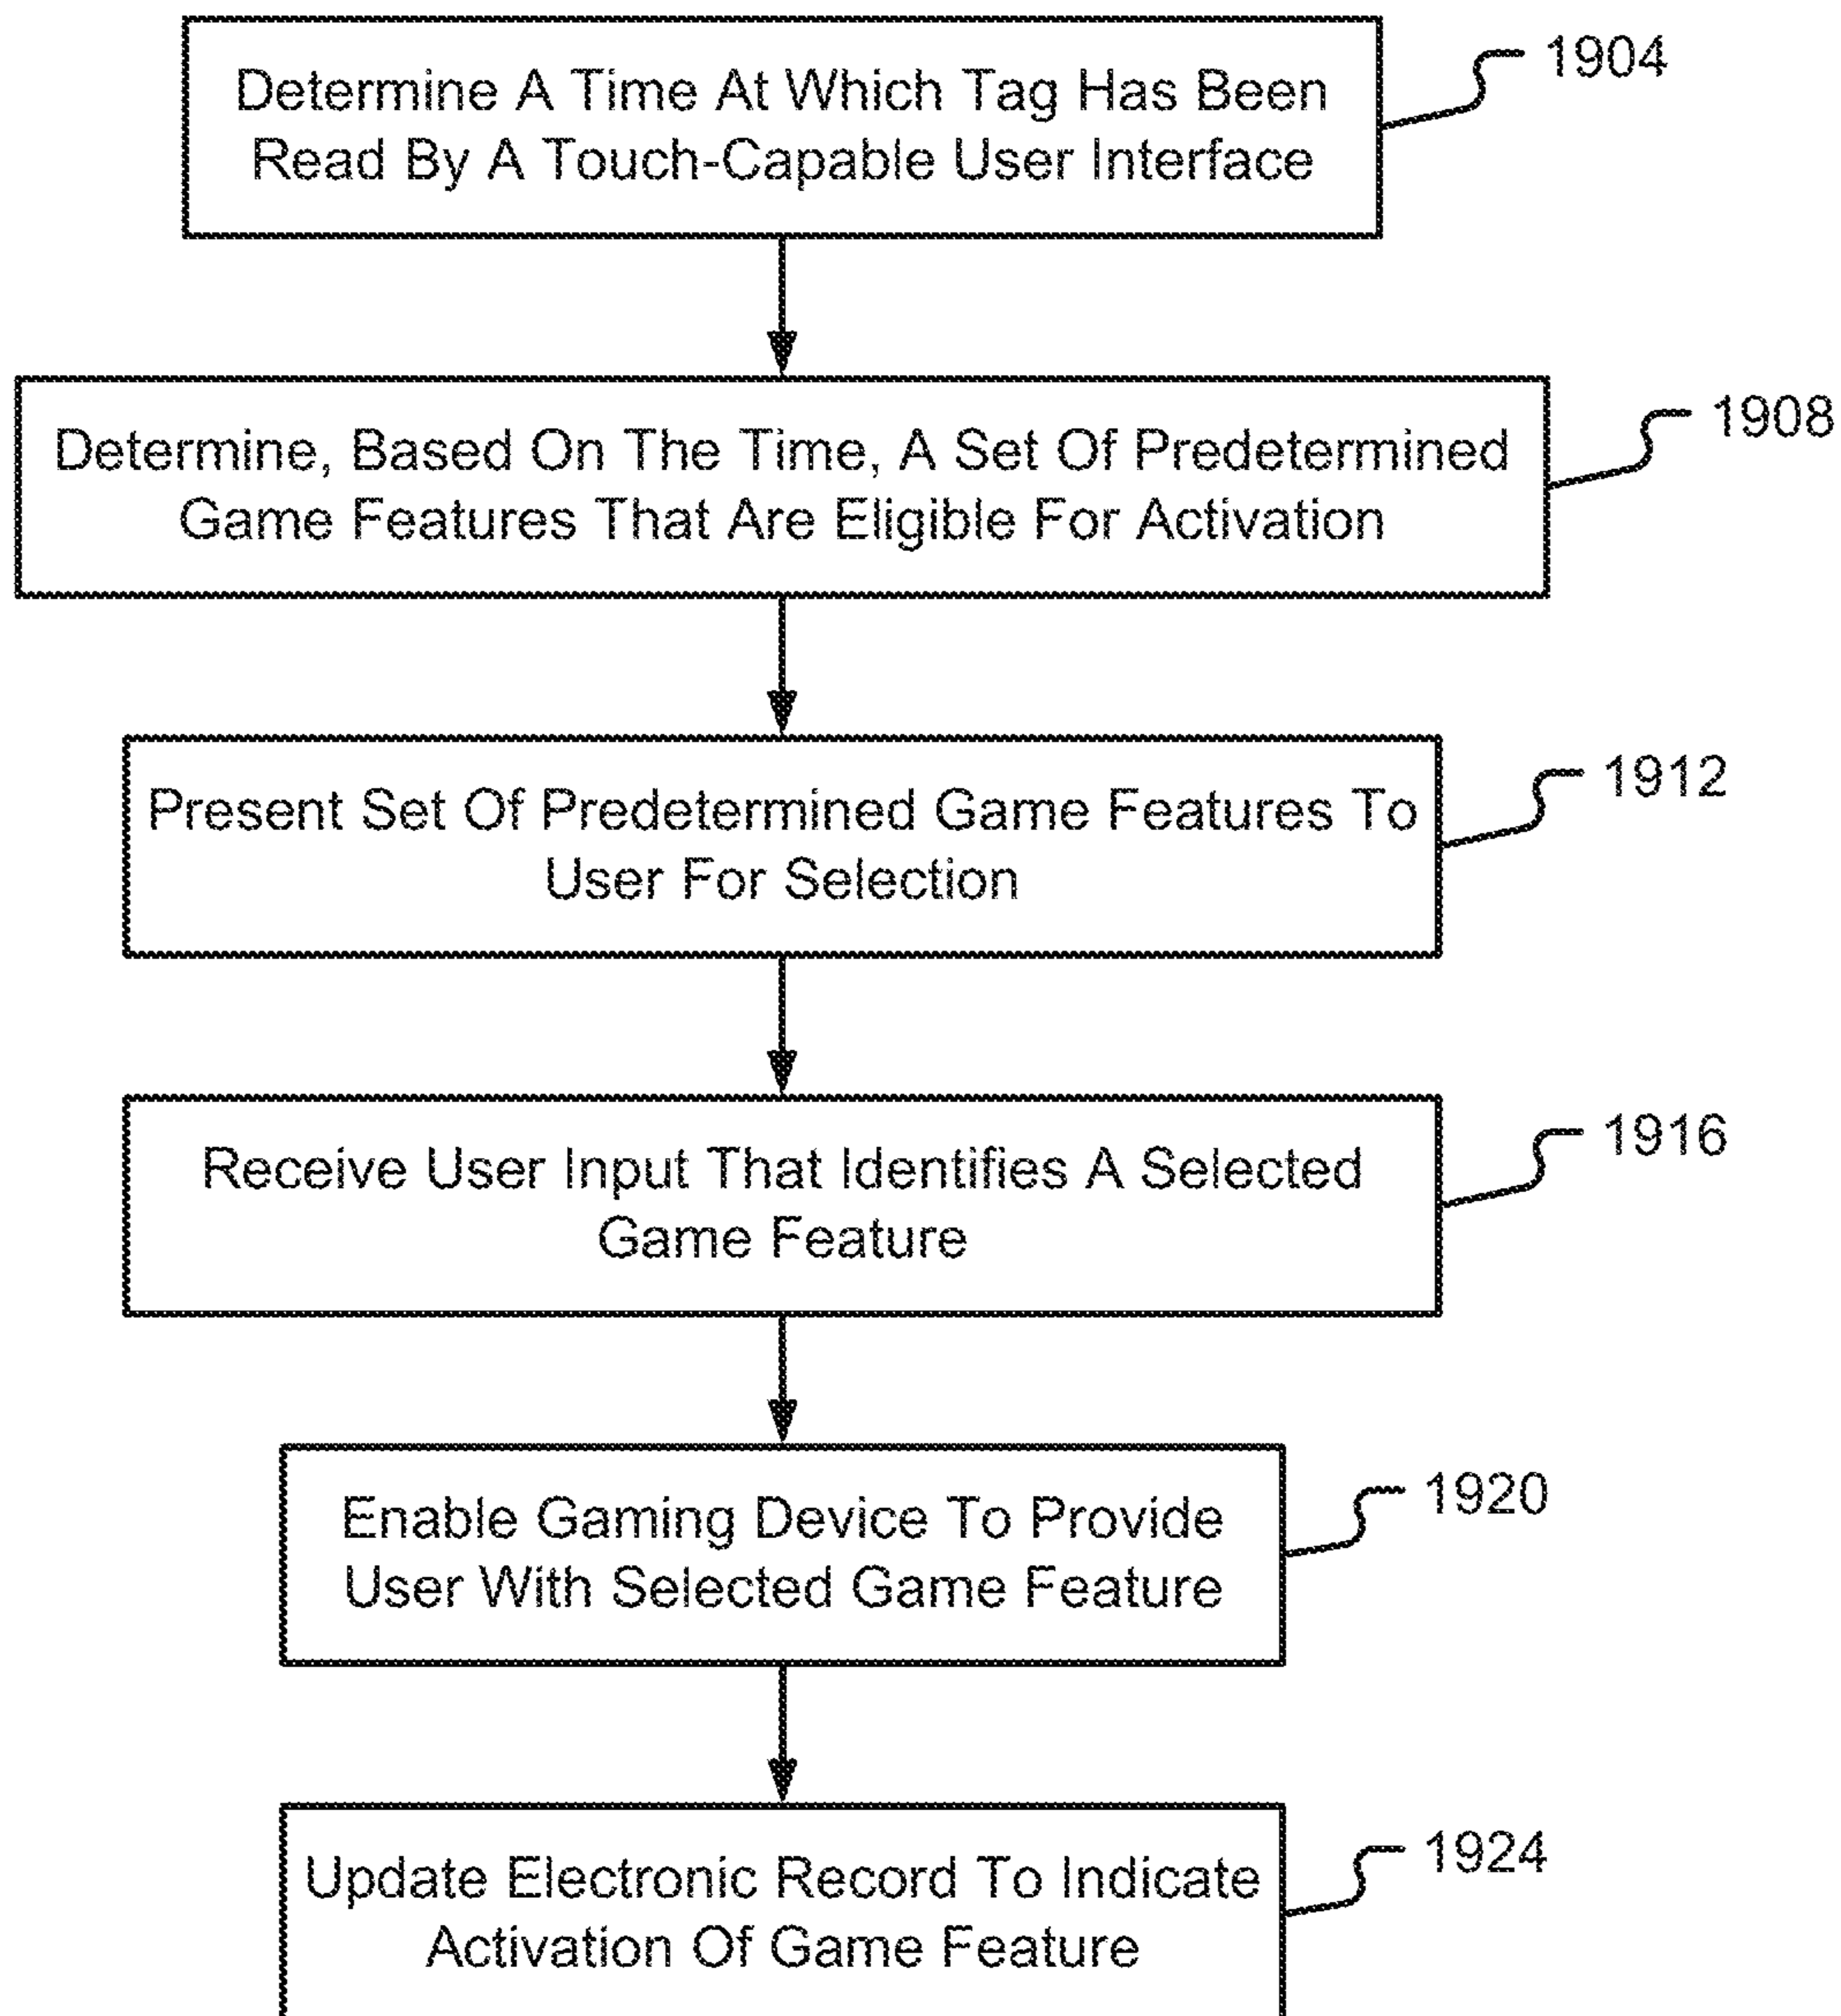 Determine A Time At Which Tag Has Been
Read By A Touch-Capable User Interface
1904
Determine, Based On The Time, A Set Of Predetermined
Game Features That Are Eligible For Activation
1908
Present Set Of Predetermined Game Features To
User For Selection
1912
Receive User Input That Identifies A Selected
Game Feature
1916
Enable Gaming Device To Provide
User With Selected Game Feature
1920
Update Electronic Record To Indicate
Activation Of Game Feature
1924